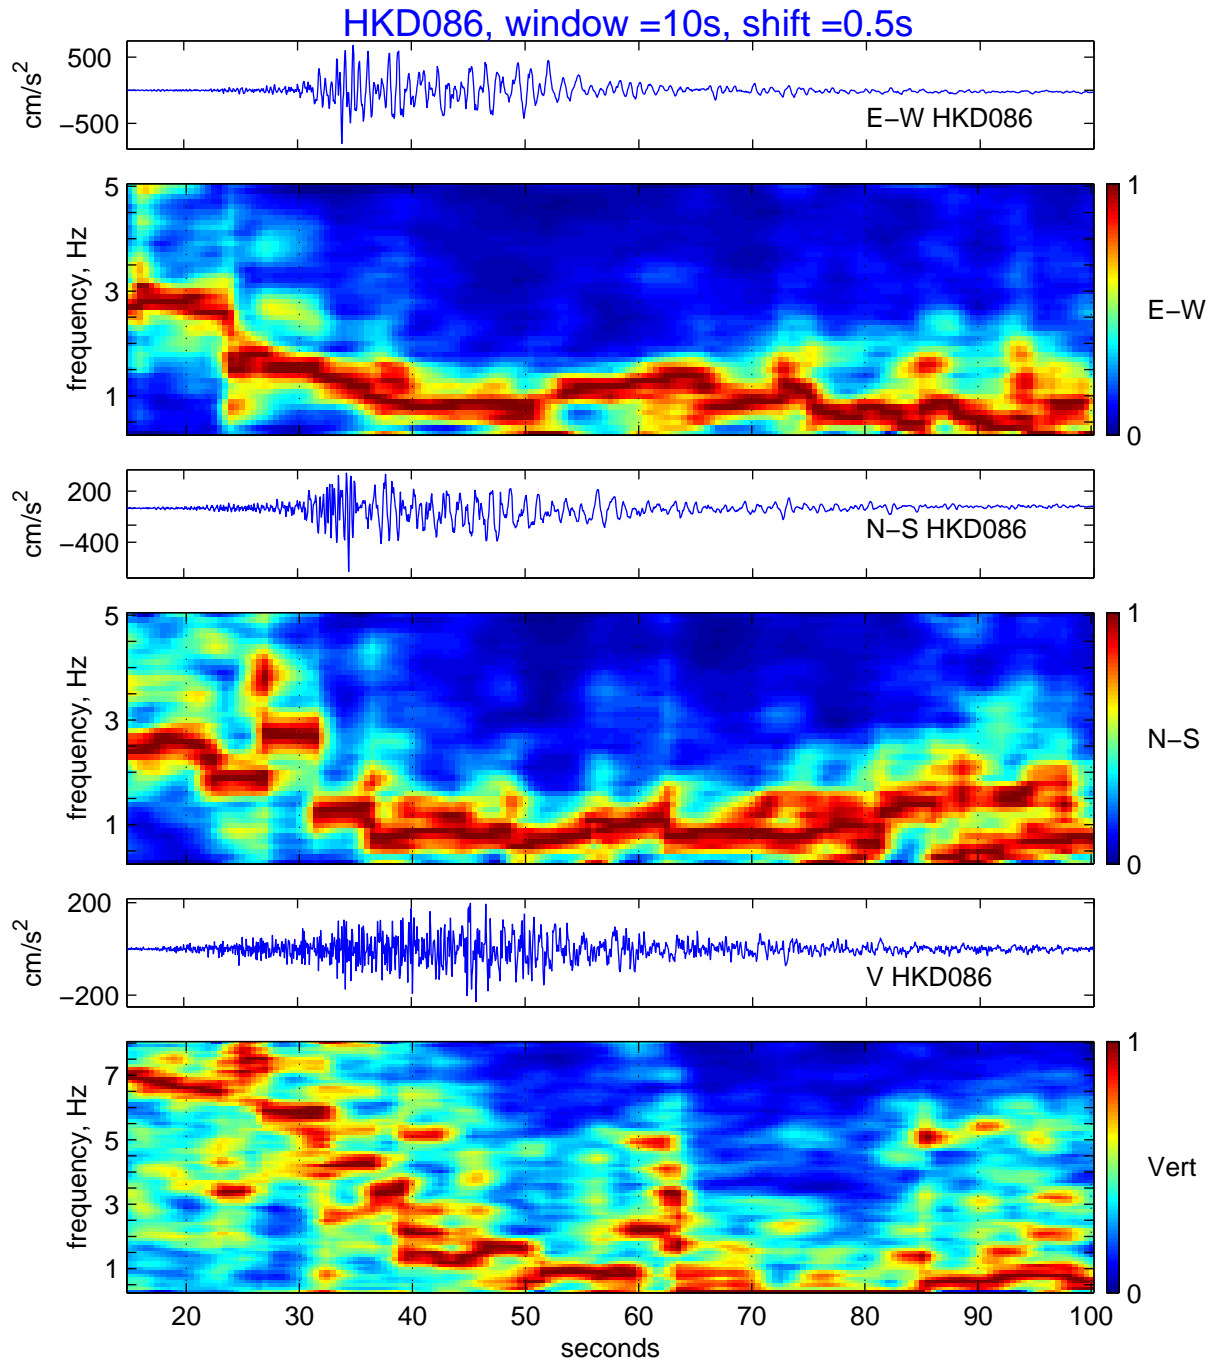 HKD086, window =10s, shift =0.5s
500
−500
cm/s2
E−W HKD086
5
3
1
frequency, Hz
1
0
E−W
200
−400
cm/s2
N−S HKD086
5
3
1
frequency, Hz
1
0
N−S
200
−200
cm/s2
V HKD086
7
5
3
1
frequency, Hz
1
0
Vert
20 30 40 50 60 70 80 90 100
seconds